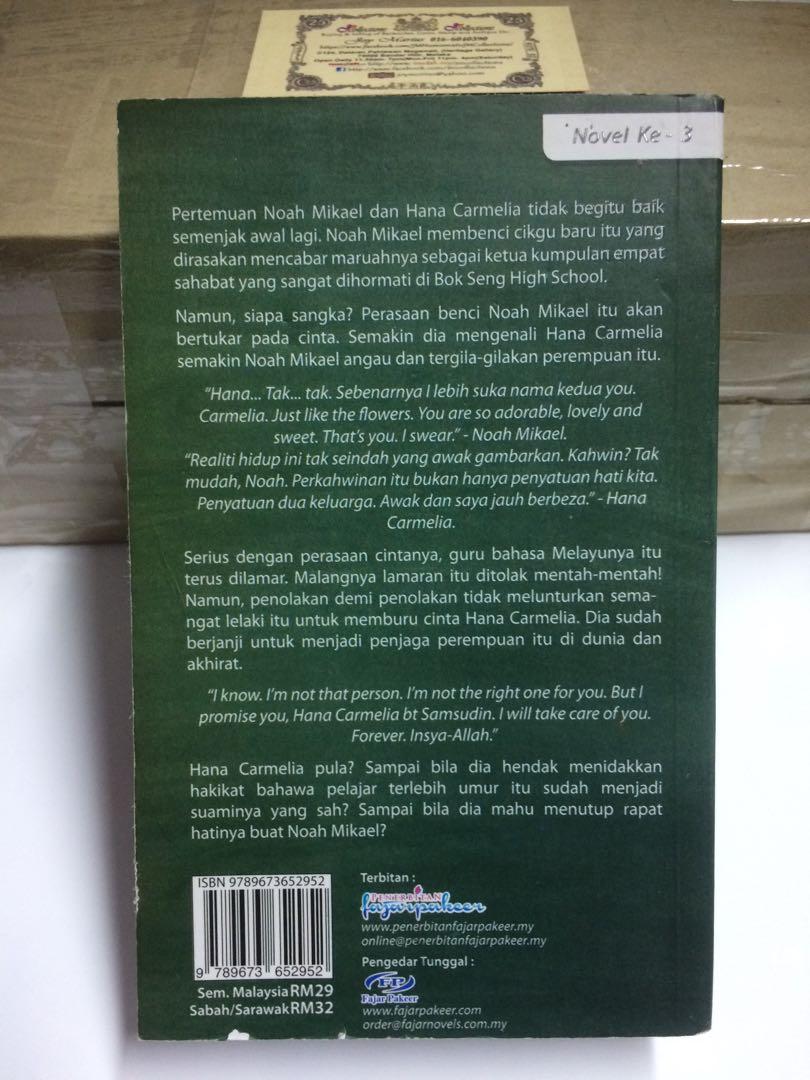 25
25
Collections
Collections
016-6040390
Novel Ke - 3
Pertemuan Noah Mikael dan Hana Carmelia tidak begitu baik
semenjak awal lagi. Noah Mikael membenci cikgu baru itu yang
dirasakan mencabar maruahnya sebagai ketua kumpulan empat
sahabat yang sangat dihormati di Bok Seng High School.
Namun, siapa sangka? Perasaan benci Noah Mikael itu akan
bertukar pada cinta. Semakin dia mengenali Hana Carmelia
semakin Noah Mikael angau dan tergila-gilakan perempuan itu.
“Hana... Tak... tak. Sebenarnya I lebih suka nama kedua you.
Carmelia. Just like the flowers. You are so adorable, lovely and
sweet. That’s you. I swear.” - Noah Mikael.
“Realiti hidup ini tak seindah yang awak gambarkan. Kahwin? Tak
mudah, Noah. Perkahwinan itu bukan hanya penyatuan hati kita.
Penyatuan dua keluarga. Awak dan saya jauh berbeza.” - Hana
Carmelia.
Serius dengan perasaan cintanya, guru bahasa Melayunya itu
terus dilamar. Malangnya lamaran itu ditolak mentah-mentah!
Namun, penolakan demi penolakan tidak melunturkan sema-
ngat lelaki itu untuk memburu cinta Hana Carmelia. Dia sudah
berjanji untuk menjadi penjaga perempuan itu di dunia dan
akhirat.
“I know. I’m not that person. I’m not the right one for you. But I
promise you, Hana Carmelia bt Samsudin. I will take care of you.
Forever. Insya-Allah.”
Hana Carmelia pula? Sampai bila dia hendak menidakkan
hakikat bahawa pelajar terlebih umur itu sudah menjadi
suaminya yang sah? Sampai bila dia mahu menutup rapat
hatinya buat Noah Mikael?
ISBN 9789673652952
9 789673 652952
Sem. Malaysia RM29
Sabah/Sarawak RM32
Terbitan :
PENERBITAN
fajarpakeer
www.penerbitanfajarpakeer.my
online@penerbitanfajarpakeer.my
Pengedar Tunggal :
FP
Fajar Pakeer
www.fajarpakeer.com
order@fajarnovels.com.my